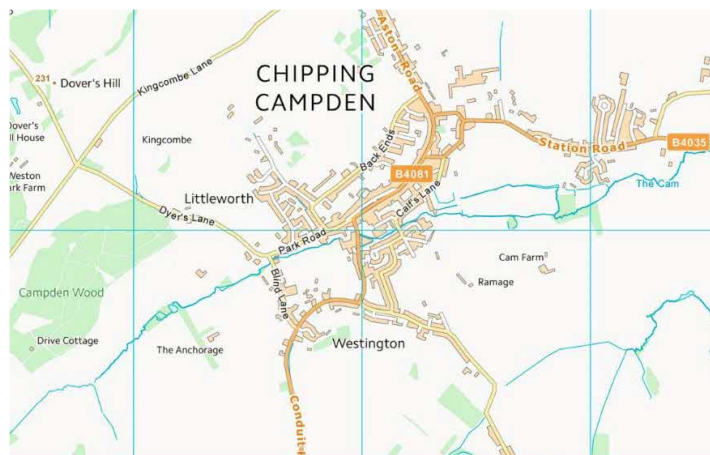 Aston Road
Kingcombe Lane
231
Dover's Hill
CHIPPING
CAMPDEN
Dover's
ll House
Kingcombe
Back Ends
Station Road
B4035
Weston
rk Farm
B4081
The Cam
Littleworth
Calf's Lane
Dyer's Lane
Park Road
Cam Farm
Blind Lane
Ramage
Campden Wood
Drive Cottage
The Anchorage
Westington
Conduit